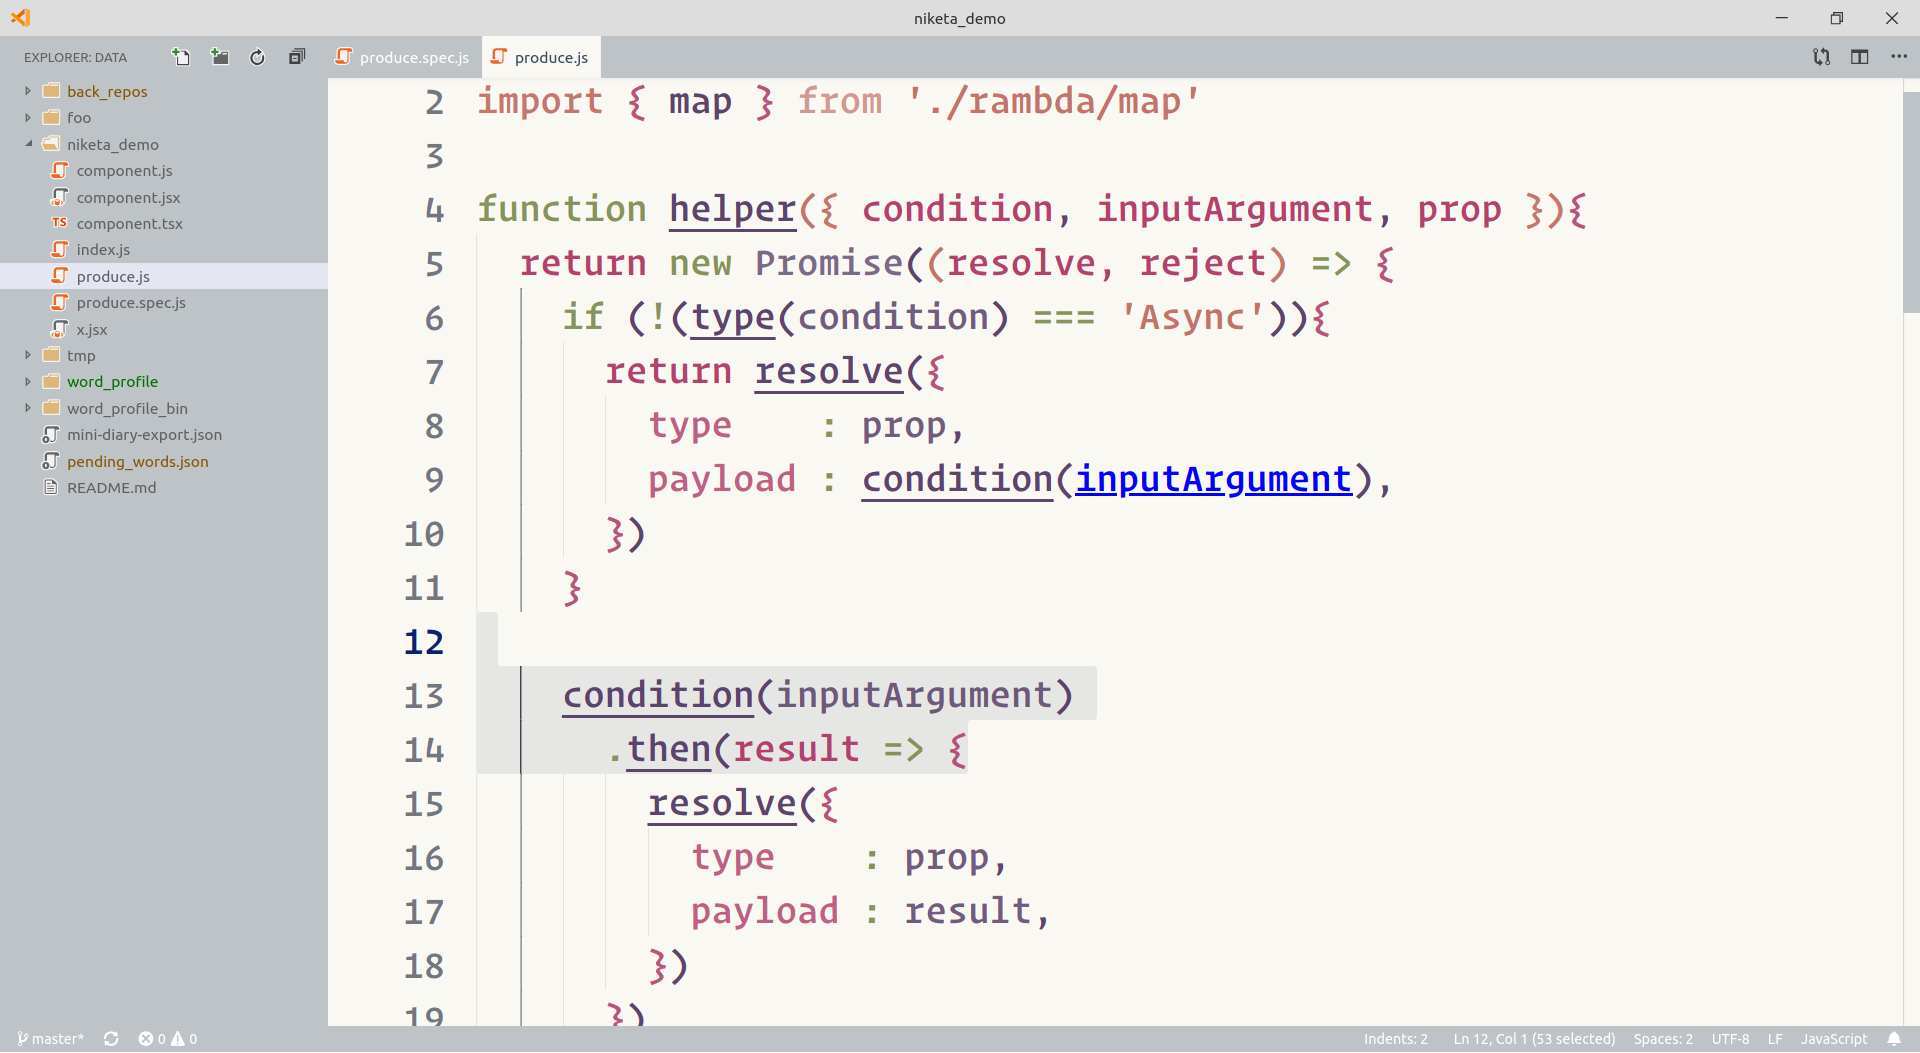 niketa_demo
EXPLORER: DATA
produce.spec.js
produce.js
back_repos
foo
niketa_demo
component.js
component.jsx
TS component.tsx
index.js
produce.js
produce.spec.js
x.jsx
tmp
word_profile
word_profile_bin
mini-diary-export.json
pending_words.json
README.md
2 import { map } from './rambda/map'
3
4 function helper({ condition, inputArgument, prop }){
5 return new Promise((resolve, reject) => {
6 if (!(type(condition) === 'Async')){
7 return resolve({
8 type    : prop,
9 payload : condition(inputArgument),
10 })
11 }
12
13 condition(inputArgument)
14 .then(result => {
15 resolve({
16 type    : prop,
17 payload : result,
18 })
19 })
master* 0 0 Indents: 2 Ln 12, Col 1 (53 selected) Spaces: 2 UTF-8 LF JavaScript